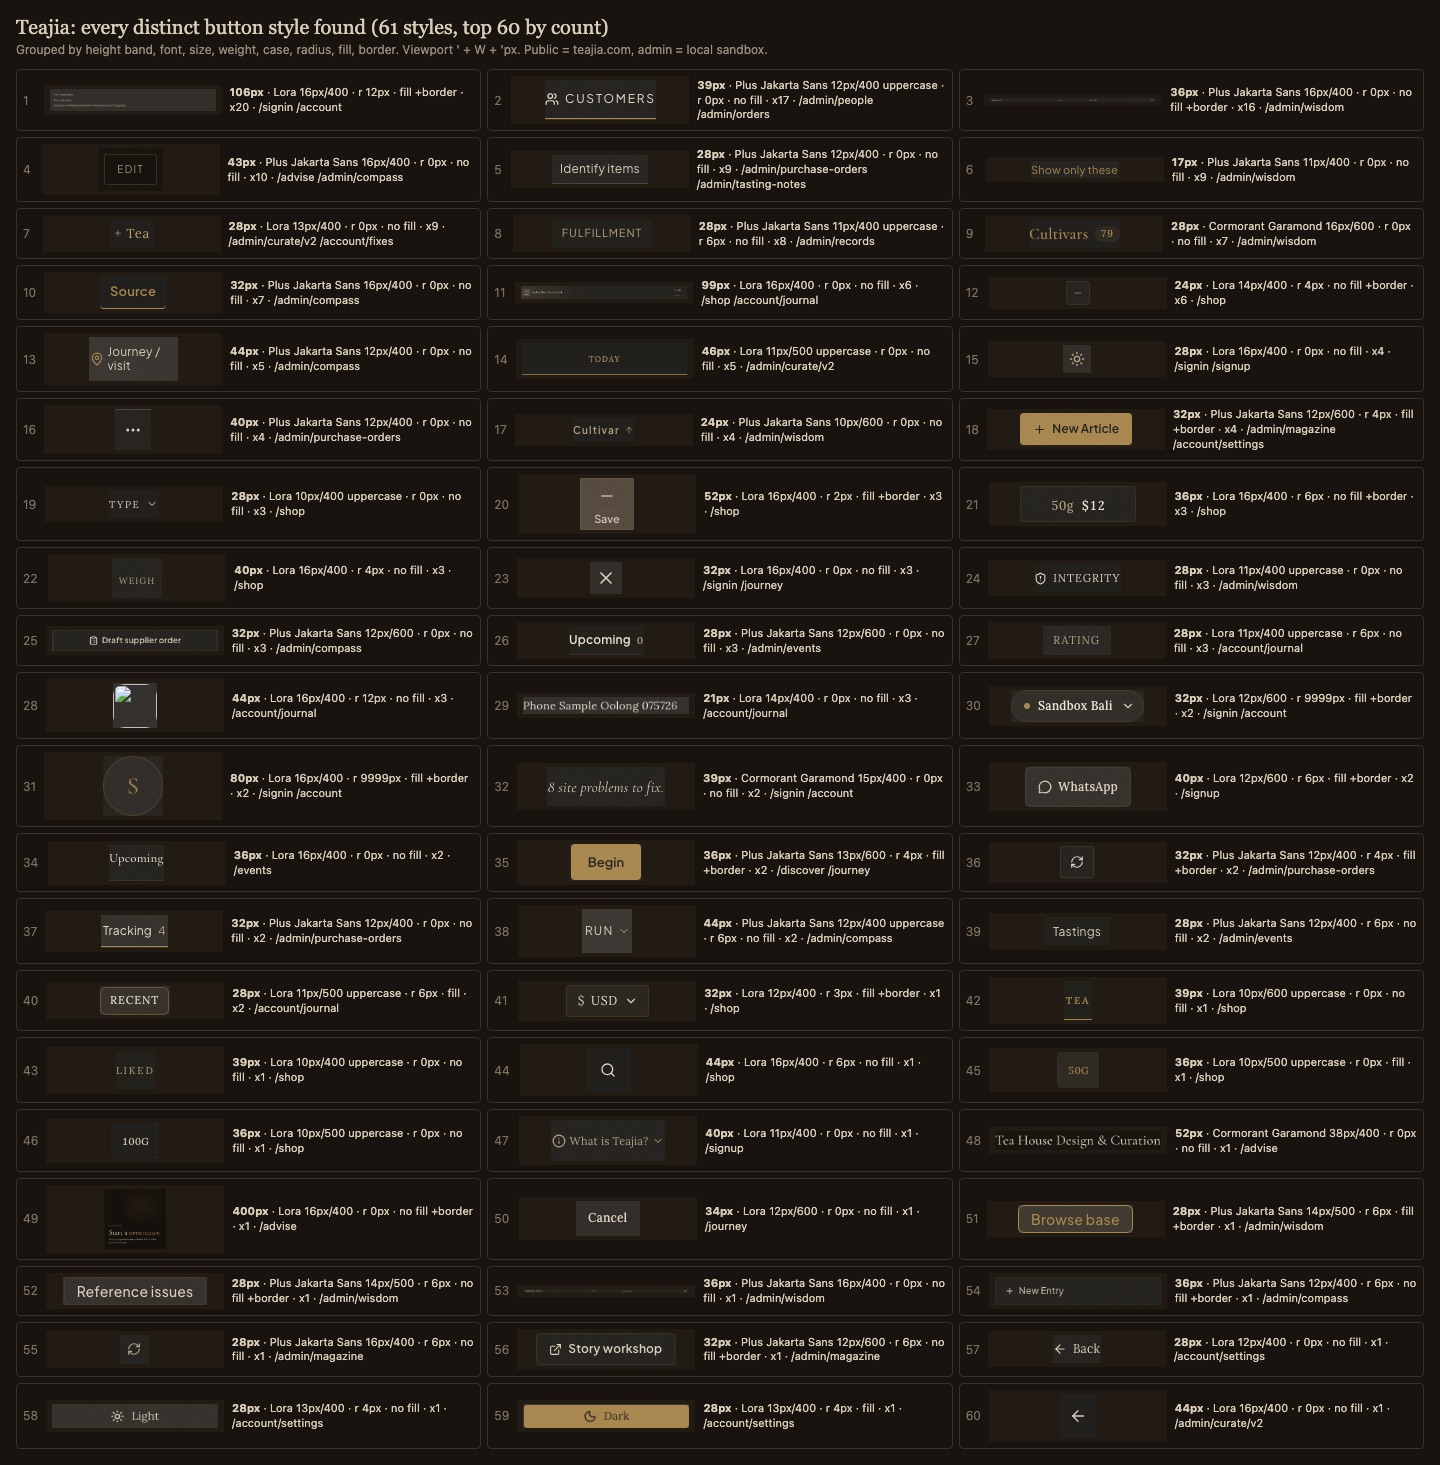 Teajia: every distinct button style found (61 styles, top 60 by count)
Grouped by height band, font, size, weight, case, radius, fill, border. Viewport ' + W + 'px. Public = teajia.com, admin = local sandbox.
1
106px · Lora 16px/400 · r 12px · fill +border ·
x20 · /signin /account
2
CUSTOMERS
39px · Plus Jakarta Sans 12px/400 uppercase ·
r 0px · no fill · x17 · /admin/people
/admin/orders
3
36px · Plus Jakarta Sans 16px/400 · r 0px · no
fill +border · x16 · /admin/wisdom
4
EDIT
43px · Plus Jakarta Sans 16px/400 · r 0px · no
fill · x10 · /advise /admin/compass
5
Identify items
28px · Plus Jakarta Sans 12px/400 · r 0px · no
fill · x9 · /admin/purchase-orders
/admin/tasting-notes
6
Show only these
17px · Plus Jakarta Sans 11px/400 · r 0px · no
fill · x9 · /admin/wisdom
7
+ Tea
28px · Lora 13px/400 · r 0px · no fill · x9 ·
/admin/curate/v2 /account/fixes
8
FULFILLMENT
28px · Plus Jakarta Sans 11px/400 uppercase ·
r 6px · no fill · x8 · /admin/records
9
Cultivars 79
28px · Cormorant Garamond 16px/600 · r 0px
· no fill · x7 · /admin/wisdom
10
Source
32px · Plus Jakarta Sans 16px/400 · r 0px · no
fill · x7 · /admin/compass
11
99px · Lora 16px/400 · r 0px · no fill · x6 ·
/shop /account/journal
12
–
24px · Lora 14px/400 · r 4px · no fill +border ·
x6 · /shop
13
Journey /
visit
44px · Plus Jakarta Sans 12px/400 · r 0px · no
fill · x5 · /admin/compass
14
TODAY
46px · Lora 11px/500 uppercase · r 0px · no
fill · x5 · /admin/curate/v2
15
28px · Lora 16px/400 · r 0px · no fill · x4 ·
/signin /signup
16
···
40px · Plus Jakarta Sans 12px/400 · r 0px · no
fill · x4 · /admin/purchase-orders
17
Cultivar ↑
24px · Plus Jakarta Sans 10px/600 · r 0px · no
fill · x4 · /admin/wisdom
18
+ New Article
32px · Plus Jakarta Sans 12px/600 · r 4px · fill
+border · x4 · /admin/magazine
/account/settings
19
TYPE
28px · Lora 10px/400 uppercase · r 0px · no
fill · x3 · /shop
20
—
Save
52px · Lora 16px/400 · r 2px · fill +border · x3
· /shop
21
50g $12
36px · Lora 16px/400 · r 6px · no fill +border ·
x3 · /shop
22
WEIGH
40px · Lora 16px/400 · r 4px · no fill · x3 ·
/shop
23
32px · Lora 16px/400 · r 0px · no fill · x3 ·
/signin /journey
24
INTEGRITY
28px · Lora 11px/400 uppercase · r 0px · no
fill · x3 · /admin/wisdom
25
Draft supplier order
32px · Plus Jakarta Sans 12px/600 · r 0px · no
fill · x3 · /admin/compass
26
Upcoming 0
28px · Plus Jakarta Sans 12px/600 · r 0px · no
fill · x3 · /admin/events
27
RATING
28px · Lora 11px/400 uppercase · r 6px · no
fill · x3 · /account/journal
28
44px · Lora 16px/400 · r 12px · no fill · x3 ·
/account/journal
29
Phone Sample Oolong 075726
21px · Lora 14px/400 · r 0px · no fill · x3 ·
/account/journal
30
Sandbox Bali
32px · Lora 12px/600 · r 9999px · fill +border
· x2 · /signin /account
31
S
80px · Lora 16px/400 · r 9999px · fill +border
· x2 · /signin /account
32
8 site problems to fix.
39px · Cormorant Garamond 15px/400 · r 0px
· no fill · x2 · /signin /account
33
WhatsApp
40px · Lora 12px/600 · r 6px · fill +border · x2
· /signup
34
Upcoming
36px · Lora 16px/400 · r 0px · no fill · x2 ·
/events
35
Begin
36px · Plus Jakarta Sans 13px/600 · r 4px · fill
+border · x2 · /discover /journey
36
32px · Plus Jakarta Sans 12px/400 · r 4px · fill
+border · x2 · /admin/purchase-orders
37
Tracking 4
32px · Plus Jakarta Sans 12px/400 · r 0px · no
fill · x2 · /admin/purchase-orders
38
RUN
44px · Plus Jakarta Sans 12px/400 uppercase
· r 6px · no fill · x2 · /admin/compass
39
Tastings
28px · Plus Jakarta Sans 12px/400 · r 6px · no
fill · x2 · /admin/events
40
RECENT
28px · Lora 11px/500 uppercase · r 6px · fill ·
x2 · /account/journal
41
$ USD
32px · Lora 12px/400 · r 3px · fill +border · x1
· /shop
42
TEA
39px · Lora 10px/600 uppercase · r 0px · no
fill · x1 · /shop
43
LIKED
39px · Lora 10px/400 uppercase · r 0px · no
fill · x1 · /shop
44
44px · Lora 16px/400 · r 6px · no fill · x1 ·
/shop
45
50G
36px · Lora 10px/500 uppercase · r 0px · fill ·
x1 · /shop
46
100G
36px · Lora 10px/500 uppercase · r 0px · no
fill · x1 · /shop
47
What is Teajia?
40px · Lora 11px/400 · r 0px · no fill · x1 ·
/signup
48
Tea House Design & Curation
52px · Cormorant Garamond 38px/400 · r 0px
· no fill · x1 · /advise
49
400px · Lora 16px/400 · r 0px · no fill +border
· x1 · /advise
50
Cancel
34px · Lora 12px/600 · r 0px · no fill · x1 ·
/journey
51
Browse base
28px · Plus Jakarta Sans 14px/500 · r 6px · fill
+border · x1 · /admin/wisdom
52
Reference issues
28px · Plus Jakarta Sans 14px/500 · r 6px · no
fill +border · x1 · /admin/wisdom
53
36px · Plus Jakarta Sans 16px/400 · r 0px · no
fill · x1 · /admin/wisdom
54
+ New Entry
36px · Plus Jakarta Sans 12px/400 · r 6px · no
fill +border · x1 · /admin/compass
55
28px · Plus Jakarta Sans 16px/400 · r 6px · no
fill · x1 · /admin/magazine
56
Story workshop
32px · Plus Jakarta Sans 12px/600 · r 6px · no
fill +border · x1 · /admin/magazine
57
← Back
28px · Lora 12px/400 · r 0px · no fill · x1 ·
/account/settings
58
Light
28px · Lora 13px/400 · r 4px · no fill · x1 ·
/account/settings
59
Dark
28px · Lora 13px/400 · r 4px · fill · x1 ·
/account/settings
60
←
44px · Lora 16px/400 · r 0px · no fill · x1 ·
/admin/curate/v2